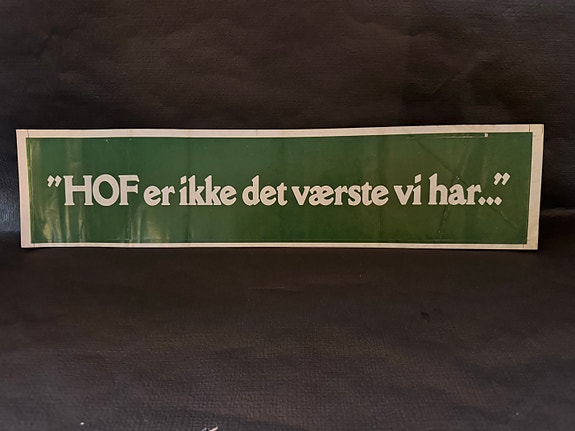 ”HOF er ikke det værste vi har...”